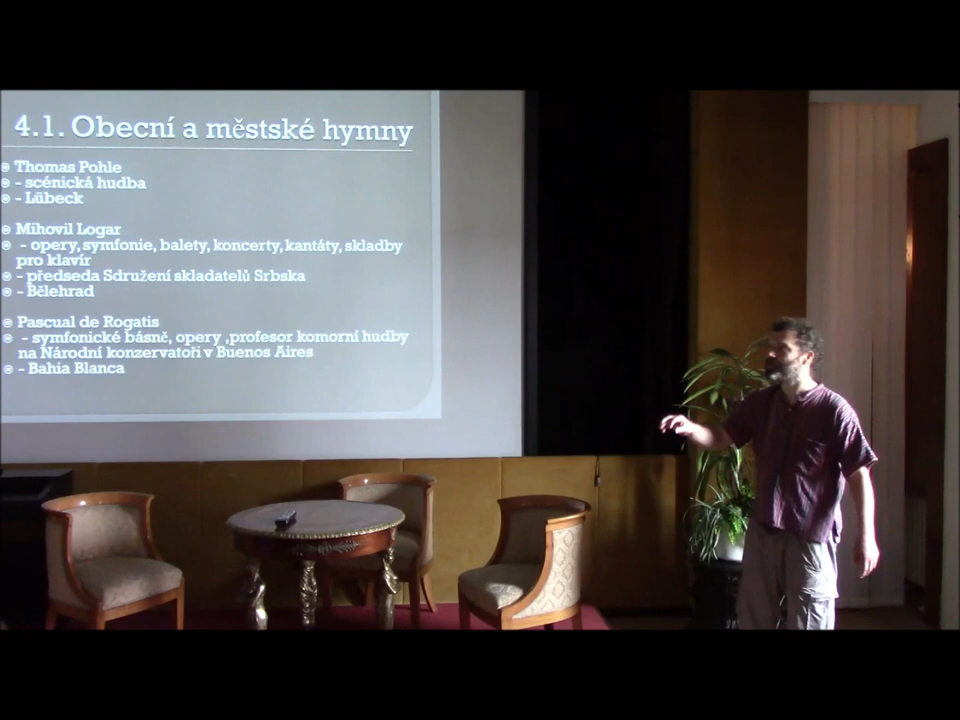 4.1. Obecní a městské hymny
Thomas Pohle
- scénická hudba
- Lübeck
Mihovil Logar
- opery, symfonie, balety, koncerty, kantáty, skladby
pro klavír
- předseda Sdružení skladatelů Srbska
- Bělehrad
Pascual de Rogatis
- symfonické básně, opery ,profesor komorní hudby
na Národní konzervatoři v Buenos Aires
- Bahia Blanca